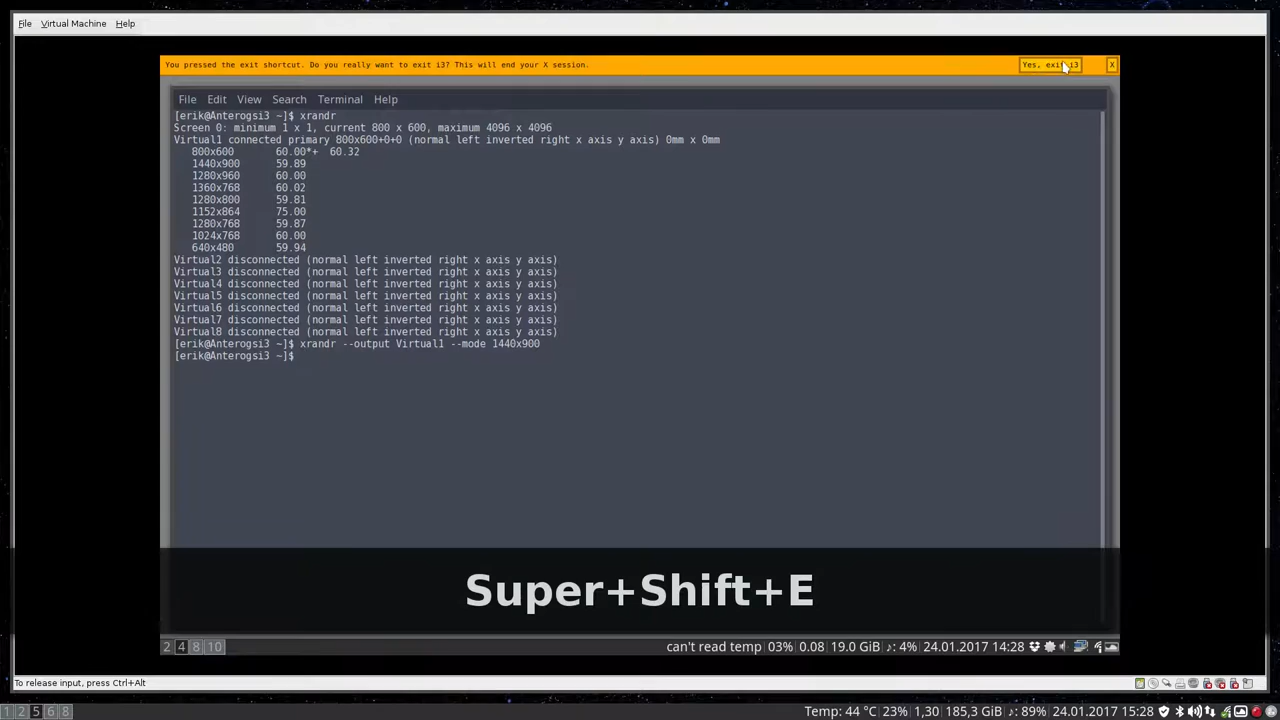 File Virtual Machine Help
You pressed the exit shortcut. Do you really want to exit i3? This will end your X session. Yes, exit i3 X
File Edit View Search Terminal Help
[erik@Anterogsi3 ~]$ xrandr
Screen 0: minimum 1 x 1, current 800 x 600, maximum 4096 x 4096
Virtual1 connected primary 800x600+0+0 (normal left inverted right x axis y axis) 0mm x 0mm
800x600 60.00*+ 60.32
1440x900 59.89
1280x960 60.00
1360x768 60.02
1280x800 59.81
1152x864 75.00
1280x768 59.87
1024x768 60.00
640x480 59.94
Virtual2 disconnected (normal left inverted right x axis y axis)
Virtual3 disconnected (normal left inverted right x axis y axis)
Virtual4 disconnected (normal left inverted right x axis y axis)
Virtual5 disconnected (normal left inverted right x axis y axis)
Virtual6 disconnected (normal left inverted right x axis y axis)
Virtual7 disconnected (normal left inverted right x axis y axis)
Virtual8 disconnected (normal left inverted right x axis y axis)
[erik@Anterogsi3 ~]$ xrandr --output Virtual1 --mode 1440x900
[erik@Anterogsi3 ~]$
Super+Shift+E
2 4 8 10 can't read temp 03% 0.08 19.0 GiB ♪: 4% 24.01.2017 14:28
To release input, press Ctrl+Alt
1 2 5 6 8 Temp: 44 °C 23% 1,30 185,3 GiB ♪: 89% 24.01.2017 15:28